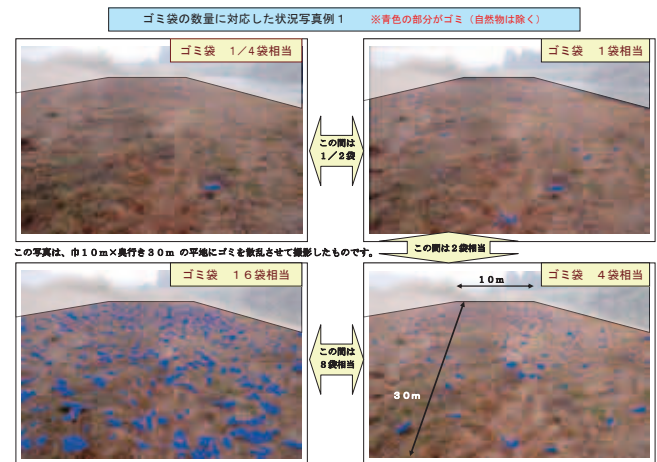 ゴミ袋の数量に対応した状況写真例１　※青色の部分がゴミ（自然物は除く）
ゴミ袋　１／４袋相当
ゴミ袋　１袋相当
この間は
１／２袋
この写真は、巾１０ｍ×奥行き３０ｍ の平地にゴミを散乱させて撮影したものです。
この間は２袋相当
ゴミ袋　１６袋相当
ゴミ袋　４袋相当
１０ｍ
この間は
８袋相当
３０ｍ